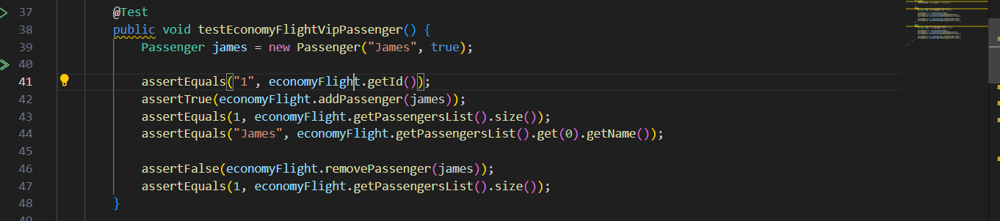 37 @Test
38 public void testEconomyFlightVipPassenger() {
39 Passenger james = new Passenger("James", true);
40
41 assertEquals("1", economyFlight.getId());
42 assertTrue(economyFlight.addPassenger(james));
43 assertEquals(1, economyFlight.getPassengersList().size());
44 assertEquals("James", economyFlight.getPassengersList().get(0).getName());
45
46 assertFalse(economyFlight.removePassenger(james));
47 assertEquals(1, economyFlight.getPassengersList().size());
48 }
49